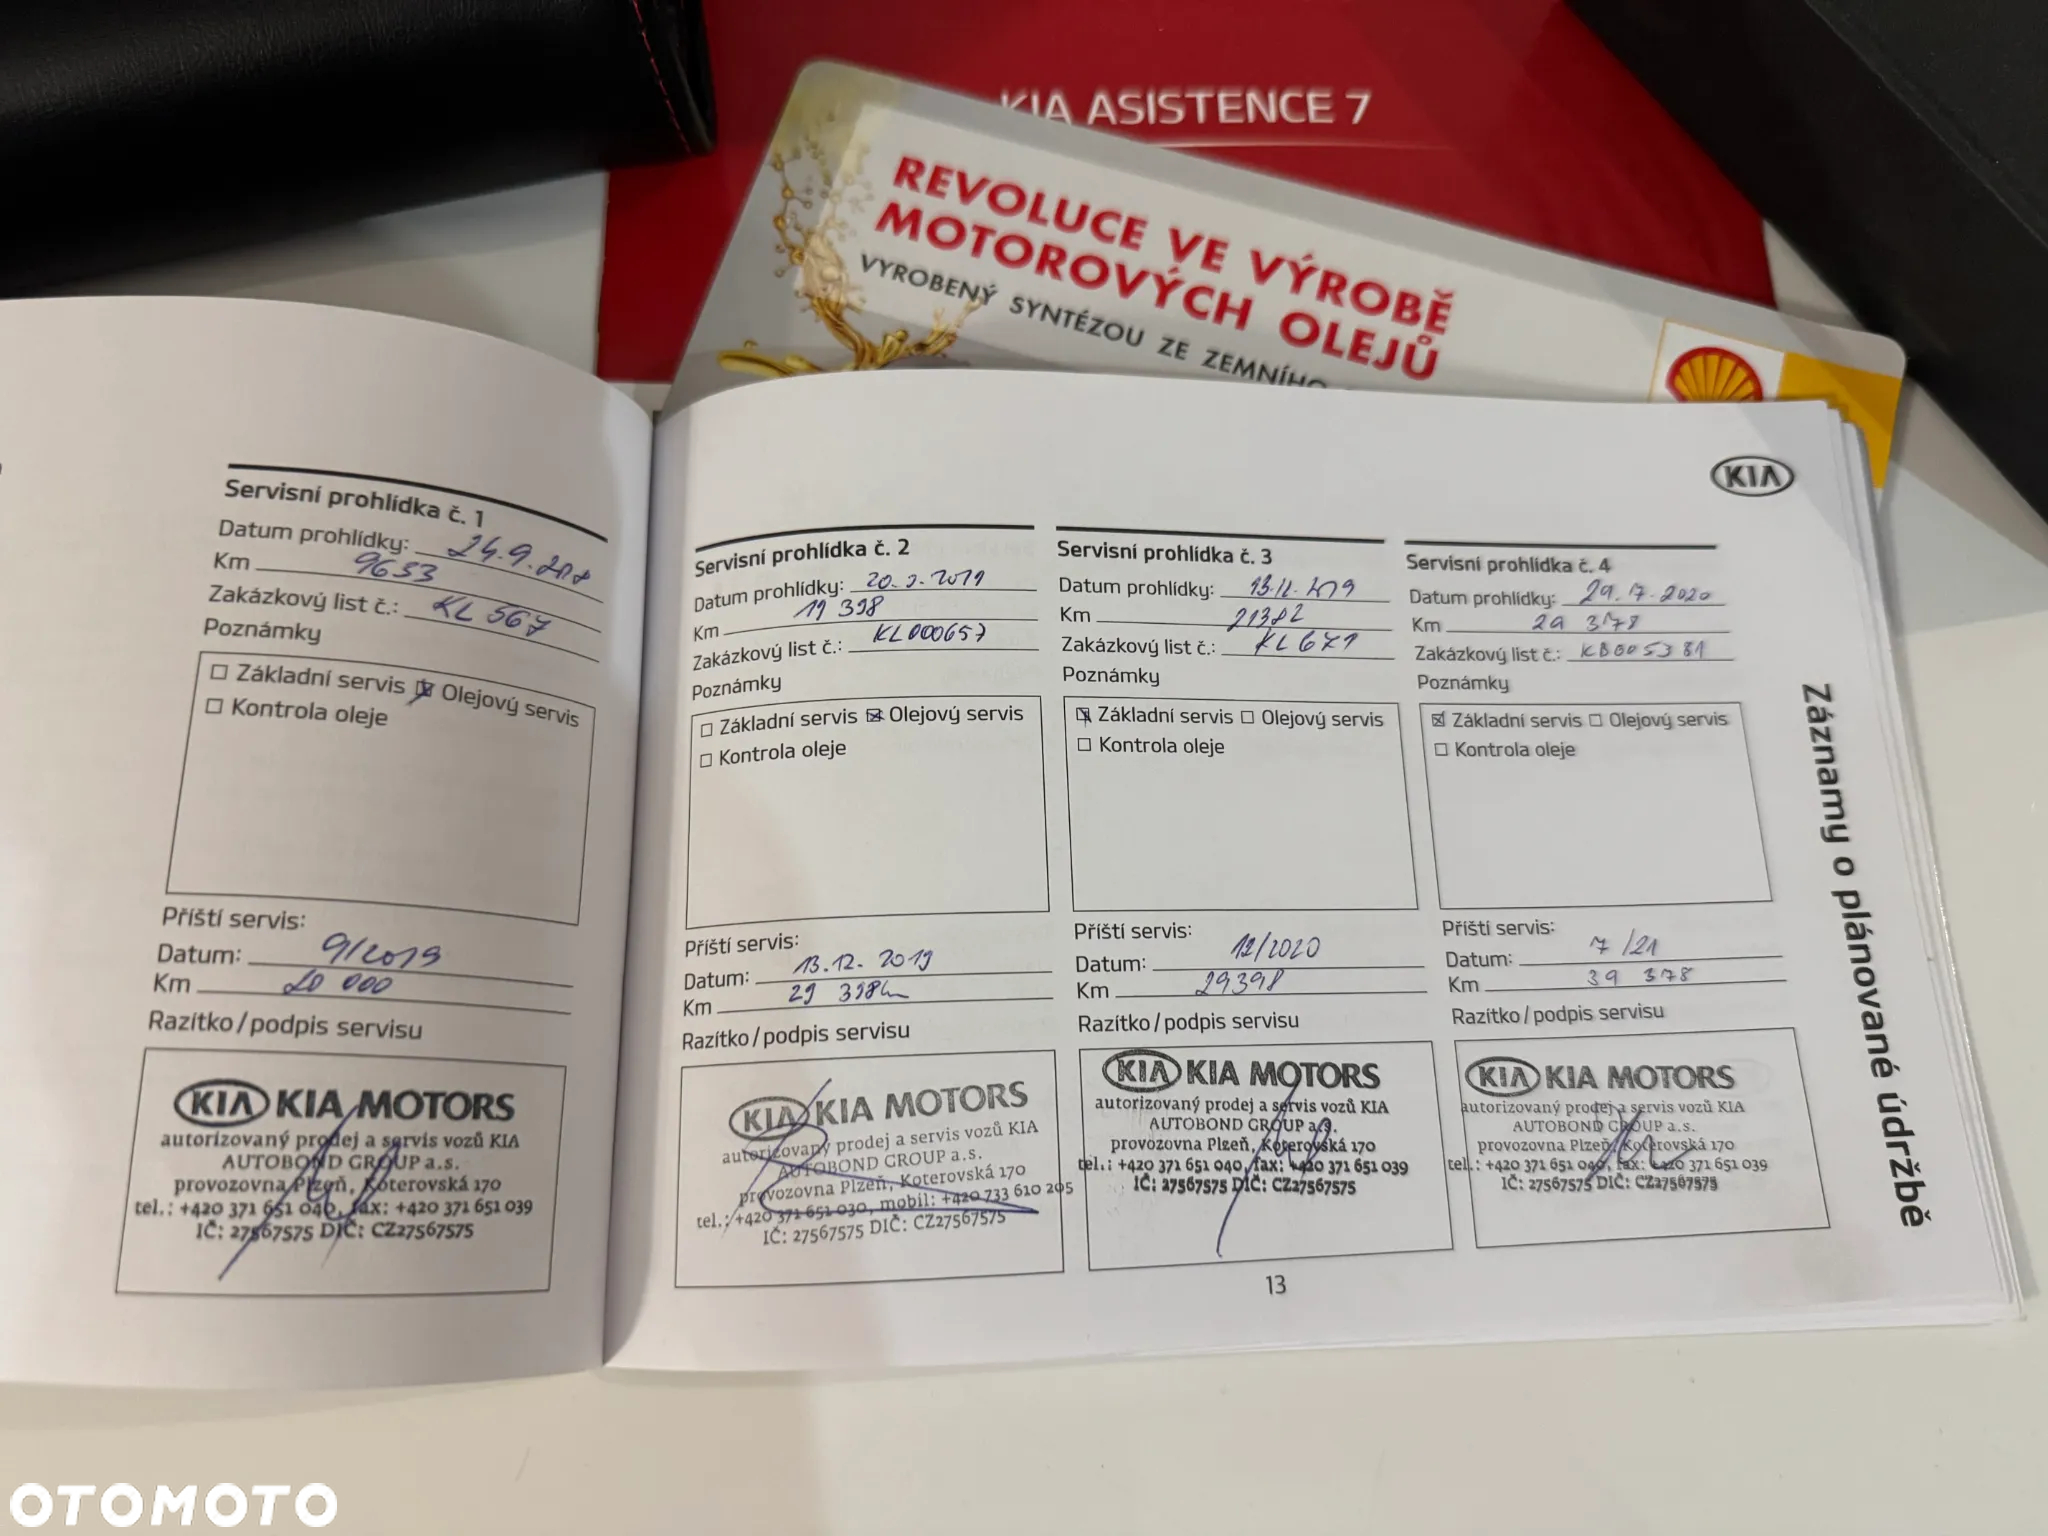 KIA ASISTENCE 7
REVOLUCE VE VÝROBĚ
MOTOROVÝCH OLEJŮ
VYROBENÝ SYNTÉZOU ZE ZEMNÍHO
Servisní prohlídka č. 1
Datum prohlídky: 24.9.2018
Km 9653
Zakázkový list č.: KL 567
Poznámky
Základní servis Olejový servis
Kontrola oleje
Příští servis:
Datum: 9/2019
Km 20 000
Razítko/podpis servisu
KIA KIA MOTORS
autorizovaný prodej a servis vozů KIA
AUTOBOND GROUP a.s.
provozovna Plzeň, Koterovská 170
tel.: +420 371 651 040, fax: +420 371 651 039
IČ: 27567575 DIČ: CZ27567575
KIA
Servisní prohlídka č. 2
Datum prohlídky: 20. 2019
Km 19 398
Zakázkový list č.: KL000657
Poznámky
Základní servis Olejový servis
Kontrola oleje
Příští servis:
Datum: 13.12. 2019
Km 29 398km
Razítko/podpis servisu
KIA KIA MOTORS
autorizovaný prodej a servis vozů KIA
AUTOBOND GROUP a.s.
provozovna Plzeň, Koterovská 170
tel.: +420 371 651 030, mobil: +420 733 610 205
IČ: 27567575 DIČ: CZ27567575
Servisní prohlídka č. 3
Datum prohlídky: 13.12.2019
Km 21382
Zakázkový list č.: KL671
Poznámky
Základní servis Olejový servis
Kontrola oleje
Příští servis:
Datum: 12/2020
Km 29398
Razítko/podpis servisu
KIA KIA MOTORS
autorizovaný prodej a servis vozů KIA
AUTOBOND GROUP a.s.
provozovna Plzeň, Koterovská 170
tel.: +420 371 651 040, fax: +420 371 651 039
IČ: 27567575 DIČ: CZ27567575
Servisní prohlídka č. 4
Datum prohlídky: 29.7.2020
Km 29 378
Zakázkový list č.: KB005381
Poznámky
Základní servis Olejový servis
Kontrola oleje
Příští servis:
Datum: 7/21
Km 39 378
Razítko/podpis servisu
KIA KIA MOTORS
autorizovaný prodej a servis vozů KIA
AUTOBOND GROUP a.s.
provozovna Plzeň, Koterovská 170
tel.: +420 371 651 040, fax: +420 371 651 039
IČ: 27567575 DIČ: CZ27567575
Záznamy o plánované údržbě
13
OTOMOTO